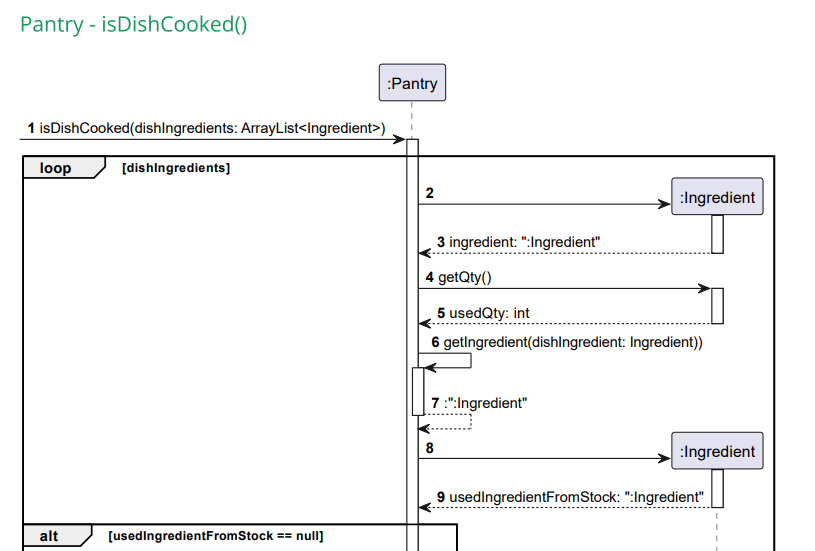 Pantry - isDishCooked()
:Pantry
1 isDishCooked(dishIngredients: ArrayList<Ingredient>)
loop [dishIngredients]
2
:Ingredient
3 ingredient: ":Ingredient"
4 getQty()
5 usedQty: int
6 getIngredient(dishIngredient: Ingredient))
7 :":Ingredient"
8
:Ingredient
9 usedIngredientFromStock: ":Ingredient"
alt [usedIngredientFromStock == null]